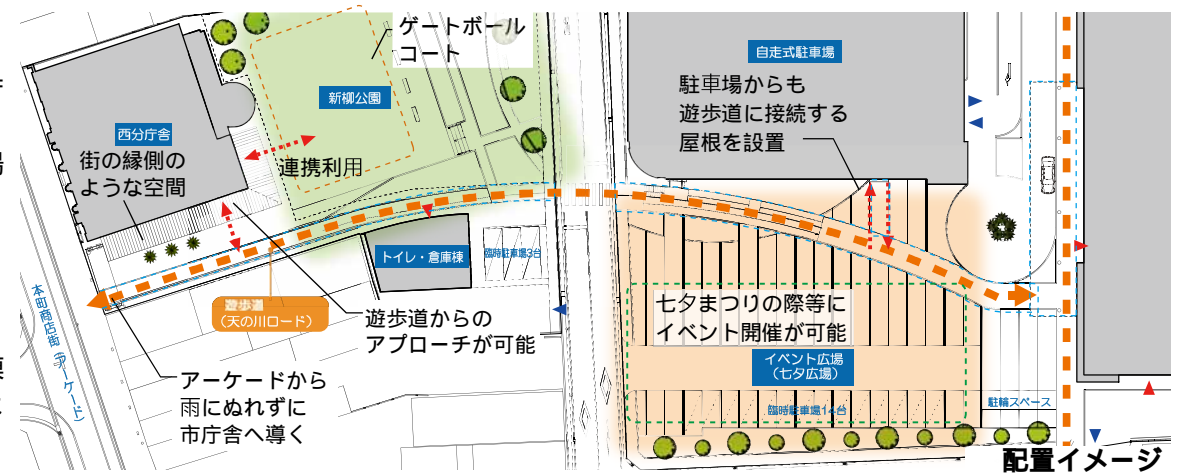 ゲートボール
コート
新柳公園
西分庁舎
街の縁側の
ような空間
連携利用
自走式駐車場
駐車場からも
遊歩道に接続する
屋根を設置
トイレ・倉庫棟
臨時駐車場3台
遊歩道
(天の川ロード)
遊歩道からの
アプローチが可能
本町商店街(アーケード)
アーケードから
雨にぬれずに
市庁舎へ導く
七夕まつりの際等に
イベント開催が可能
イベント広場
(七夕広場)
臨時駐車場14台
駐輪スペース
配置イメージ